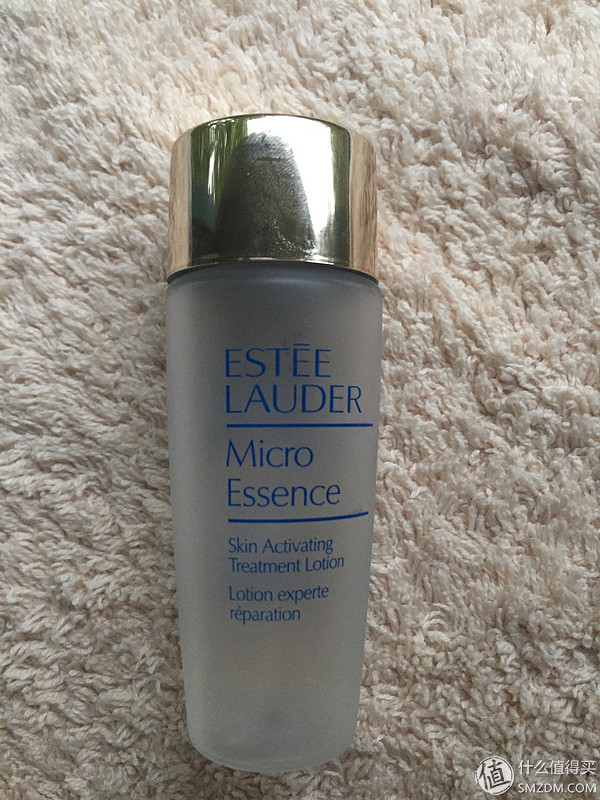 ESTĒE
LAUDER
Micro
Essence
Skin Activating
Treatment Lotion
Lotion experte
réparation
值 什么值得买
SMZDM.COM